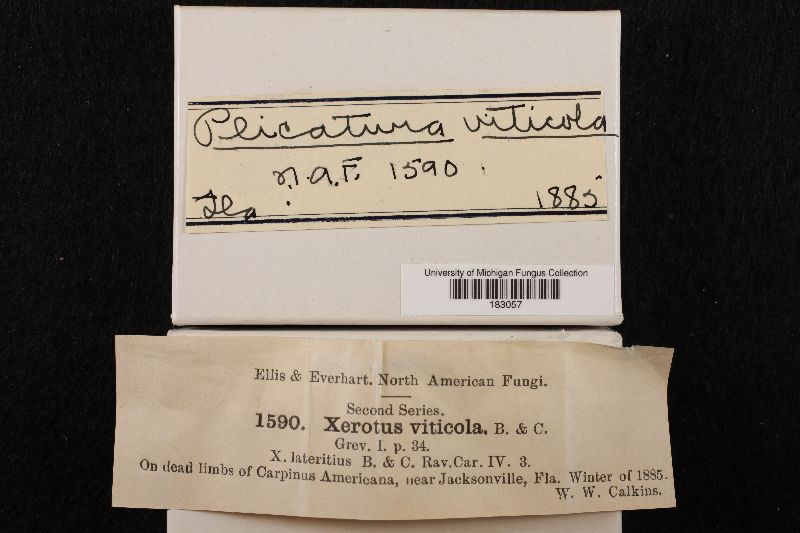 Plicatura viticola
N.A.F. 1590.
Fla.
1885
University of Michigan Fungus Collection
183057
Ellis & Everhart. North American Fungi.
Second Series.
1590. Xerotus viticola. B. & C.
Grev. I. p. 34.
X. lateritius B. & C. Rav. Car. IV. 3.
On dead limbs of Carpinus Americana, near Jacksonville, Fla. Winter of 1885.
W. W. Calkins.